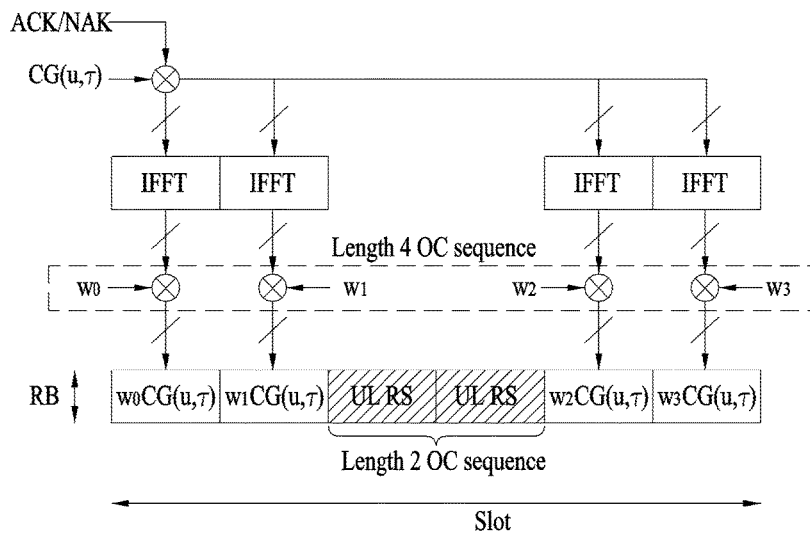 ACK/NAK
CG(u,τ)
IFFT IFFT IFFT IFFT
Length 4 OC sequence
w0 w1 w2 w3
RB w0CG(u,τ) w1CG(u,τ) UL RS UL RS w2CG(u,τ) w3CG(u,τ)
Length 2 OC sequence
Slot